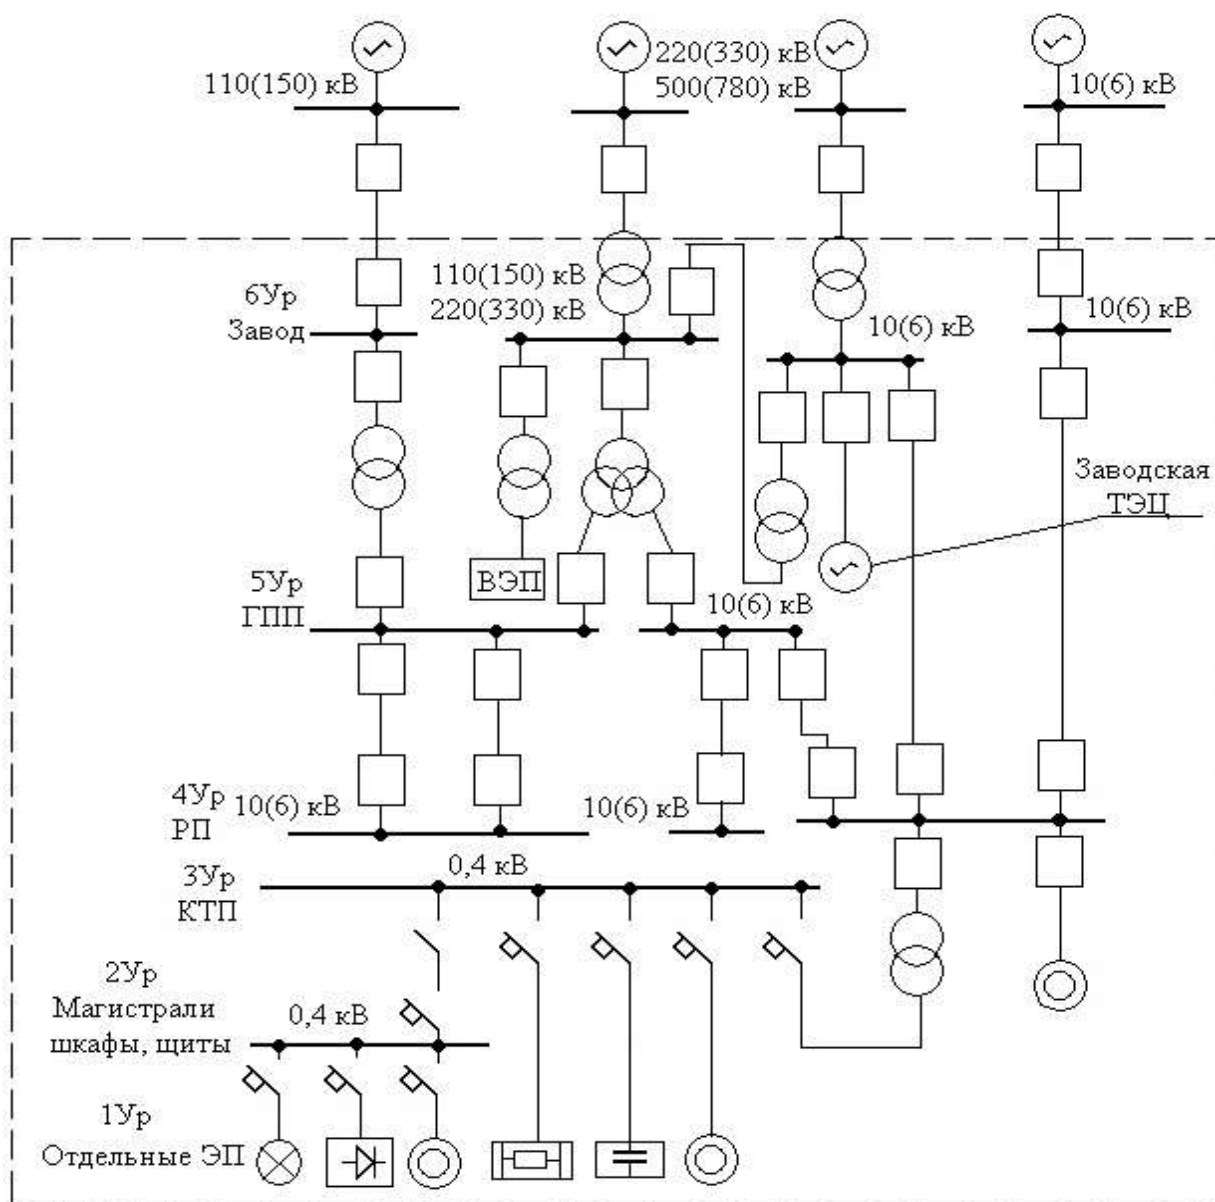 110(150) кВ
220(330) кВ
500(780) кВ
10(6) кВ
110(150) кВ
220(330) кВ
6Ур
Завод
10(6) кВ
10(6) кВ
Заводская
ТЭЦ
5Ур
ГПП
ВЭП
10(6) кВ
4Ур
РП
10(6) кВ
10(6) кВ
3Ур
КТП
0,4 кВ
2Ур
Магистрали
шкафы, щиты
0,4 кВ
1Ур
Отдельные ЭП